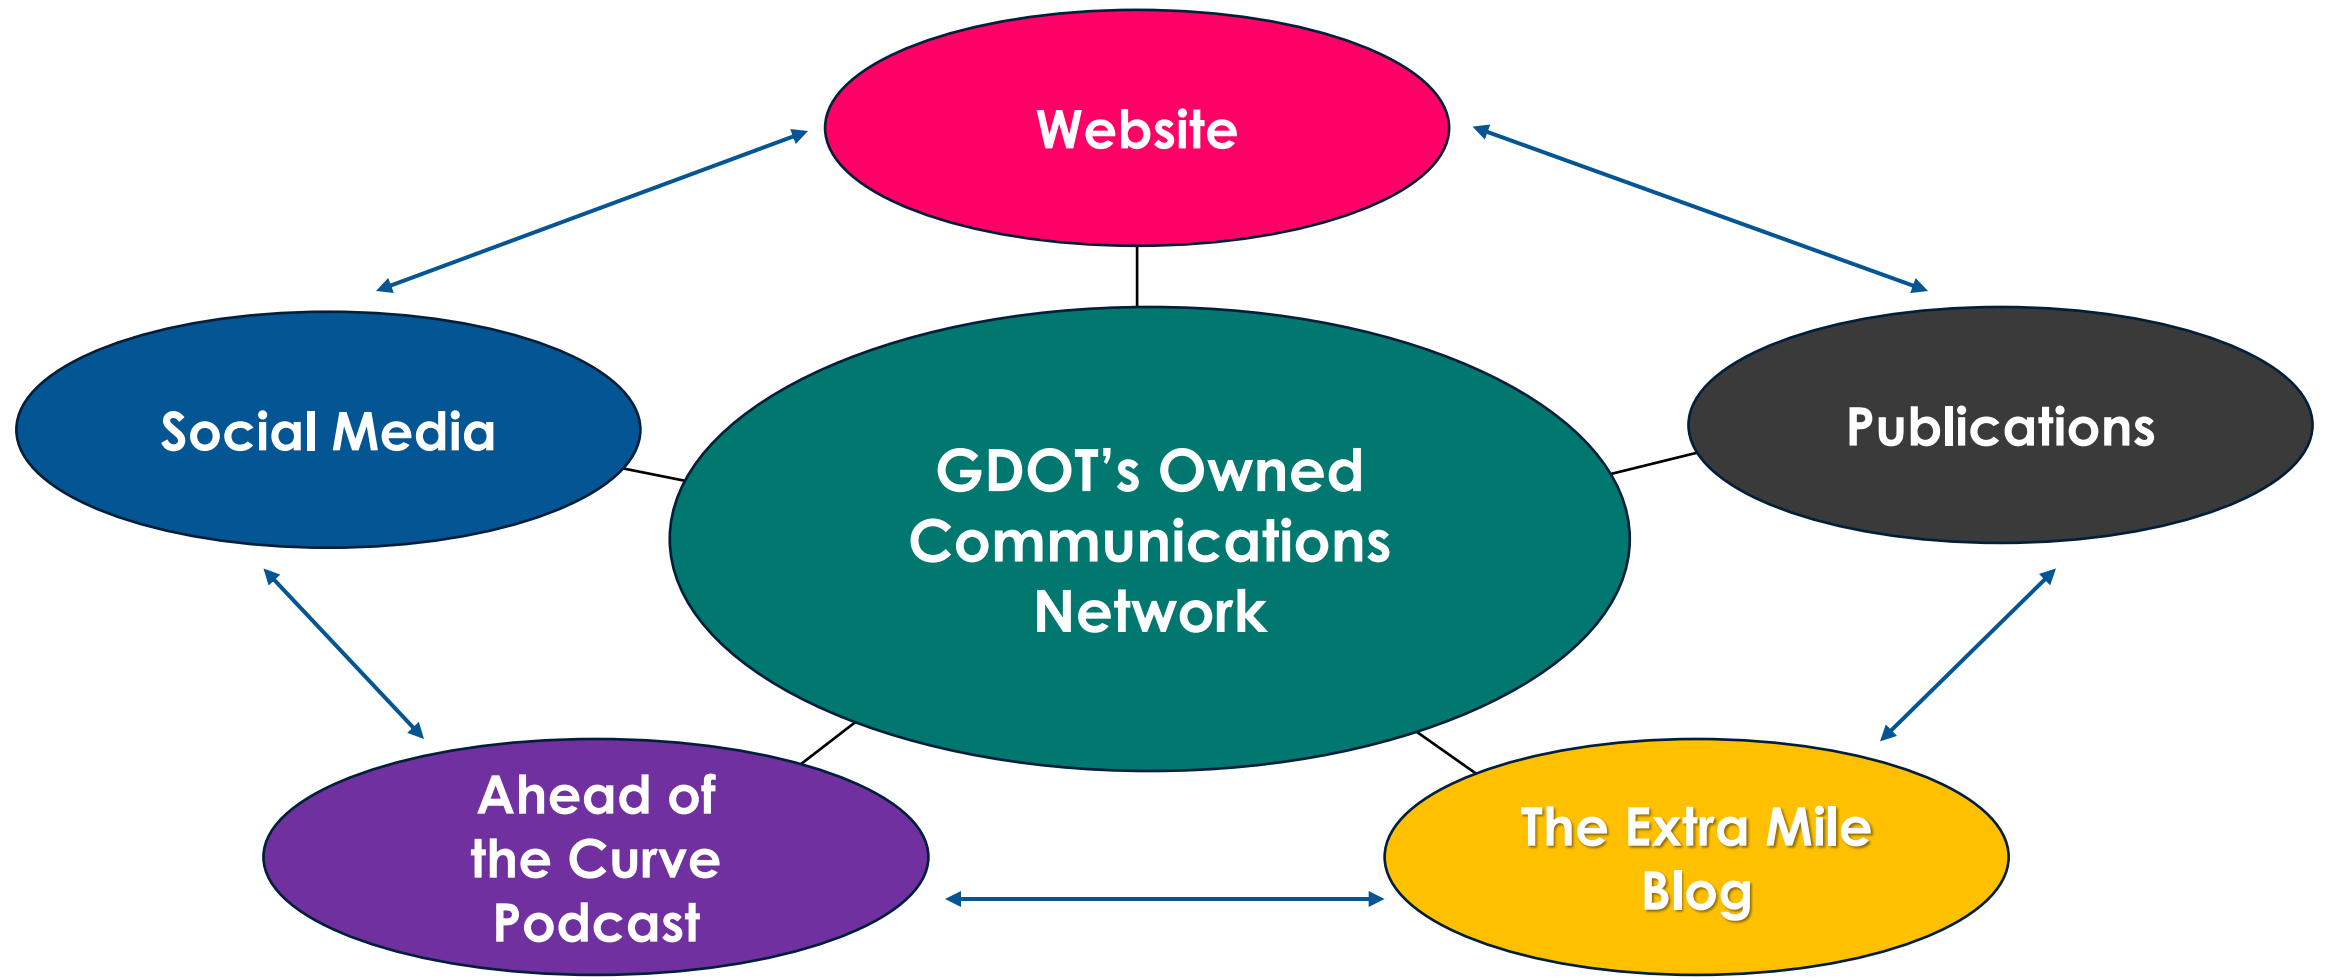 Website
Social Media
Publications
GDOT’s Owned
Communications
Network
Ahead of
the Curve
Podcast
The Extra Mile
Blog